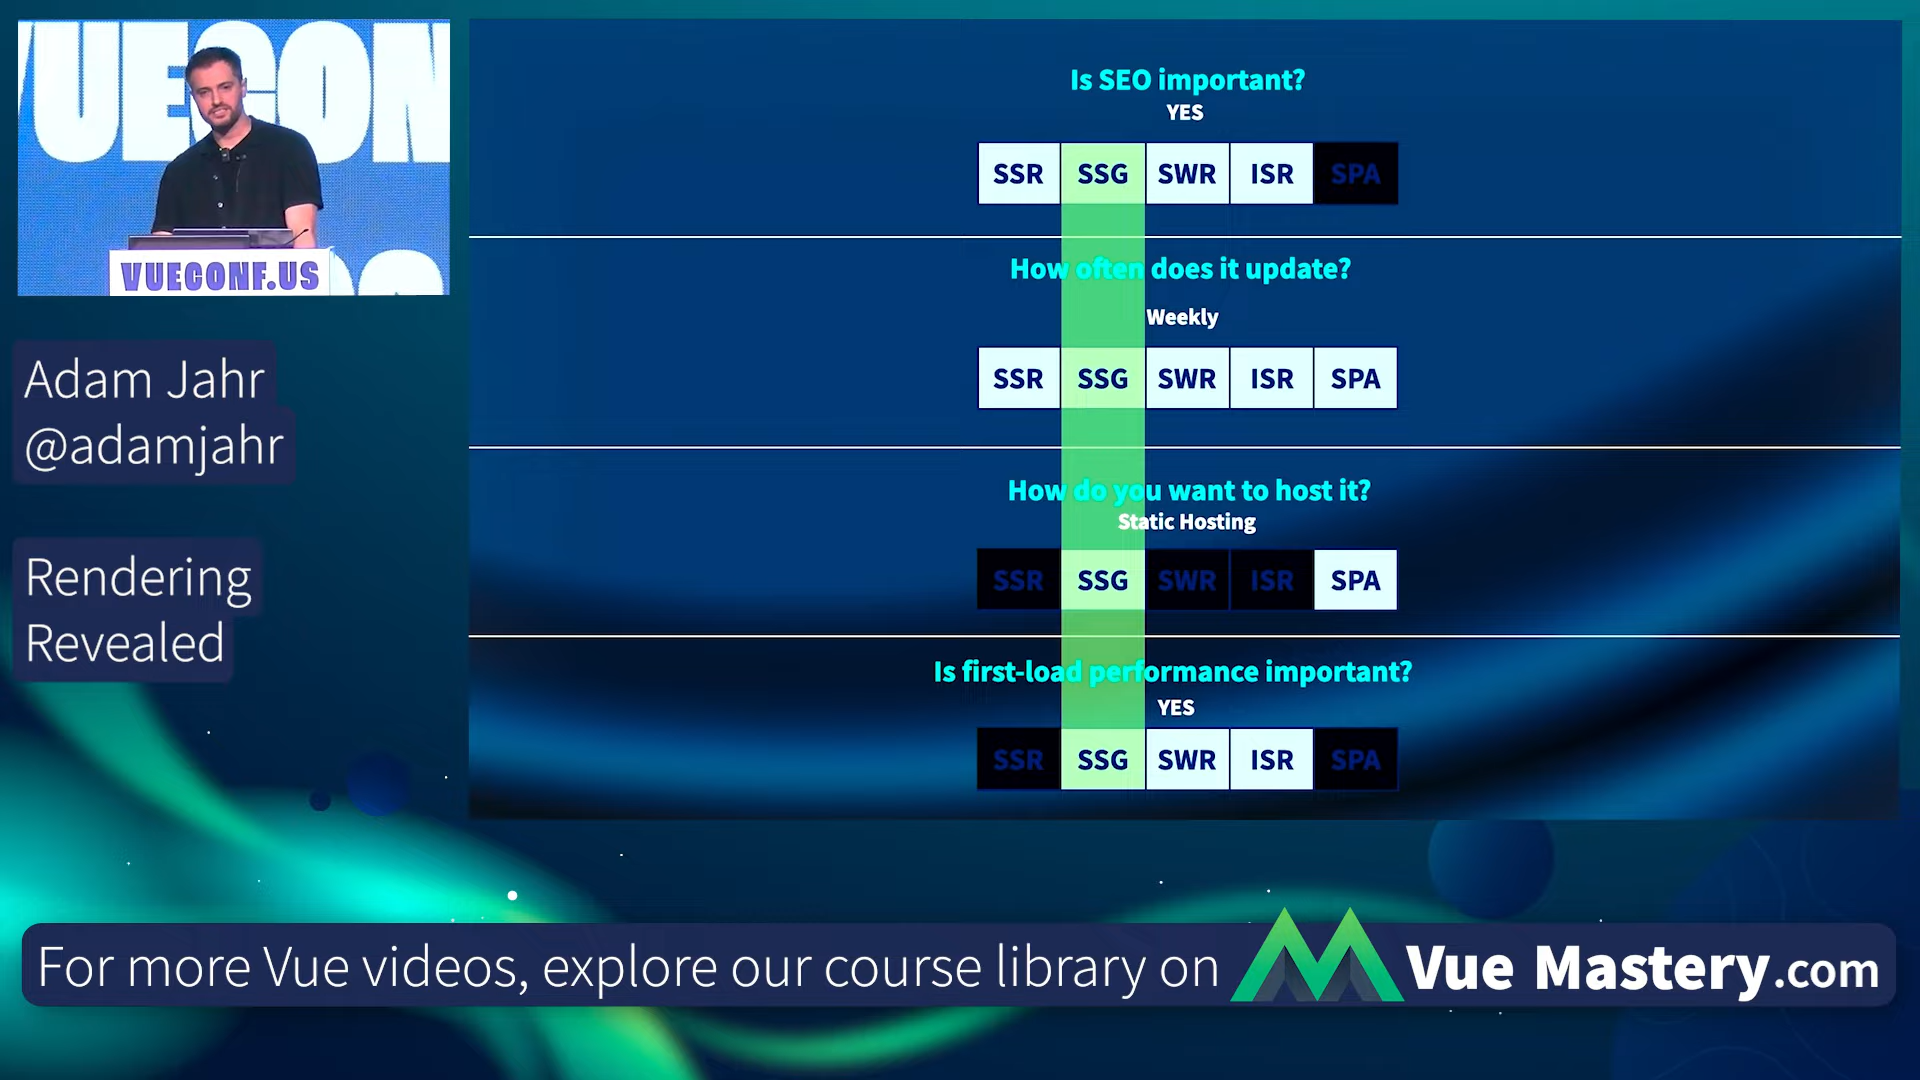 VUECON
VUECONF.US
Adam Jahr
@adamjahr
Rendering
Revealed
Is SEO important?
YES
SSR SSG SWR ISR SPA
How often does it update?
Weekly
SSR SSG SWR ISR SPA
How do you want to host it?
Static Hosting
SSR SSG SWR ISR SPA
Is first-load performance important?
YES
SSR SSG SWR ISR SPA
For more Vue videos, explore our course library on Vue Mastery.com